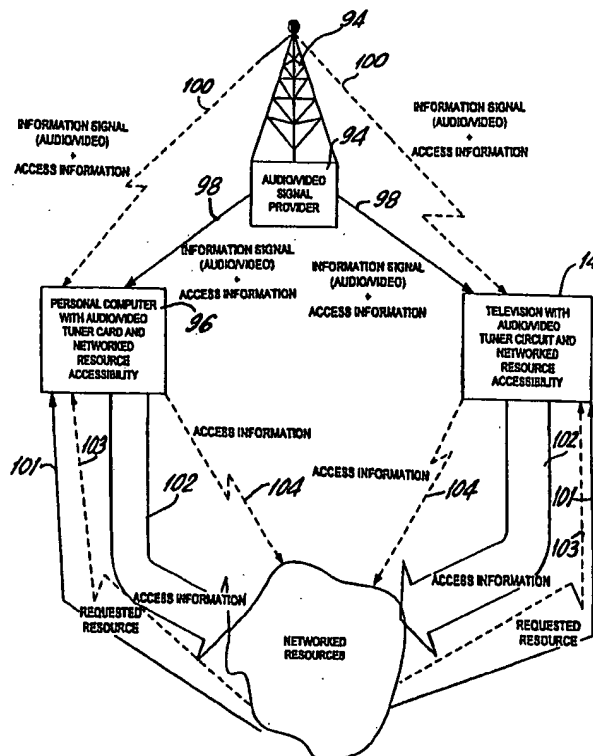 94
100
100
INFORMATION SIGNAL
(AUDIO/VIDEO)
+
ACCESS INFORMATION
INFORMATION SIGNAL
(AUDIO/VIDEO)
+
ACCESS INFORMATION
94
AUDIO/VIDEO
SIGNAL
PROVIDER
98
98
INFORMATION SIGNAL
(AUDIO/VIDEO)
+
ACCESS INFORMATION
INFORMATION SIGNAL
(AUDIO/VIDEO)
+
ACCESS INFORMATION
PERSONAL COMPUTER
WITH AUDIO/VIDEO
TUNER CARD AND
NETWORKED
RESOURCE
ACCESSIBILITY
96
14
TELEVISION WITH
AUDIO/VIDEO
TUNER CIRCUIT AND
NETWORKED
RESOURCE
ACCESSIBILITY
101
103
102
ACCESS INFORMATION
104
ACCESS INFORMATION
104
102
101
103
ACCESS INFORMATION
REQUESTED
RESOURCE
NETWORKED
RESOURCES
ACCESS INFORMATION
REQUESTED
RESOURCE